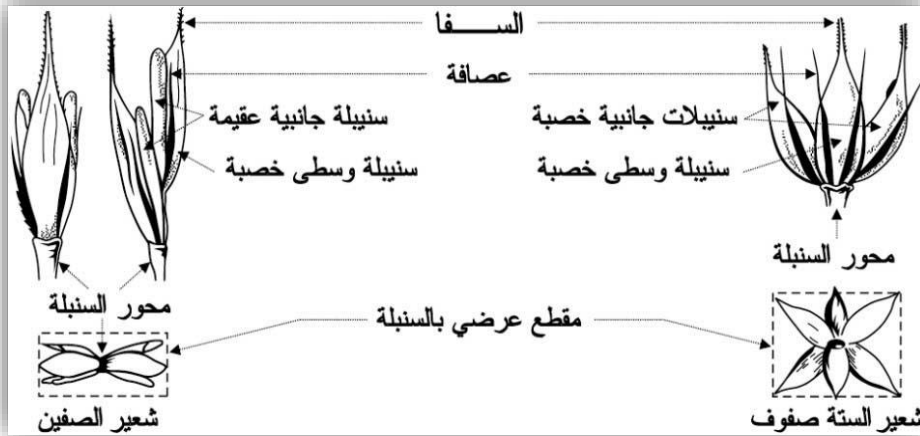 السـفا
عصافة
سنيبلات جانبية خصبة
سنيبلة جانبية عقيمة
سنيبلة وسطى خصبة
سنيبلة وسطى خصبة
محور السنبلة
محور السنبلة
مقطع عرضي بالسنبلة
شعير الستة صفوف
شعير الصفين